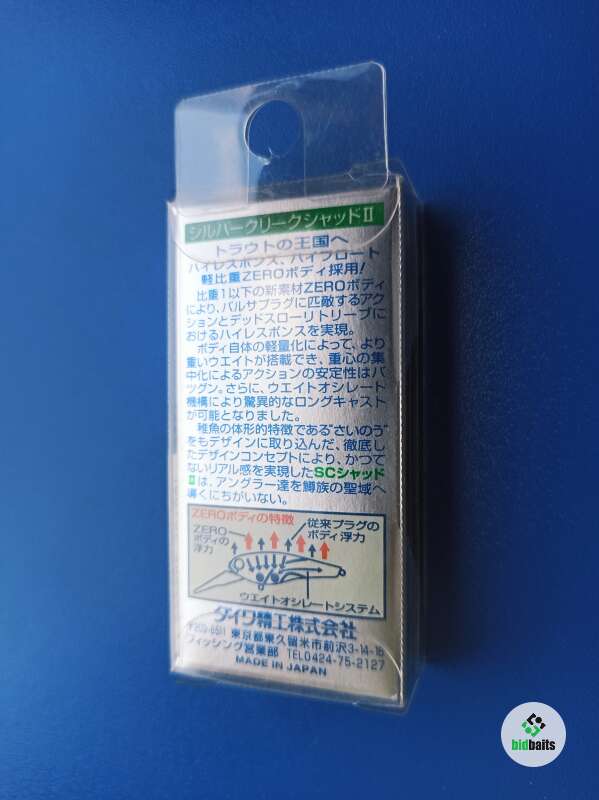 シルバークリークシャッドⅡ
トラウトの王国へ
ハイレスポンス、ハイフロート
軽比重ZEROボディ採用!
比重1以下の新素材ZEROボディ
により、バルサプラグに匹敵するアク
ションとデッドスローリトリーブに
おけるハイレスポンスを実現。
ボディ自体の軽量化によって、より
重いウエイトが搭載でき、重心の集
中化によるアクションの安定性はバ
ツグン。さらに、ウエイトオシレート
機構により驚異的なロングキャスト
が可能となりました。
稚魚の体形的特徴である"さいのう"
をもデザインに取り込んだ、徹底し
たデザインコンセプトにより、かつて
ないリアル感を実現したSCシャッド
Ⅱは、アングラー達を鱒族の聖域へ
導くにちがいない。
ZEROボディの特徴
ZERO
ボディの
浮力
従来プラグの
ボディ浮力
ウエイトオシレートシステム
ダイワ精工株式会社
〒203-8511 東京都東久留米市前沢3-14-16
フィッシング営業部 TEL0424-75-2127
MADE IN JAPAN
bidbaits